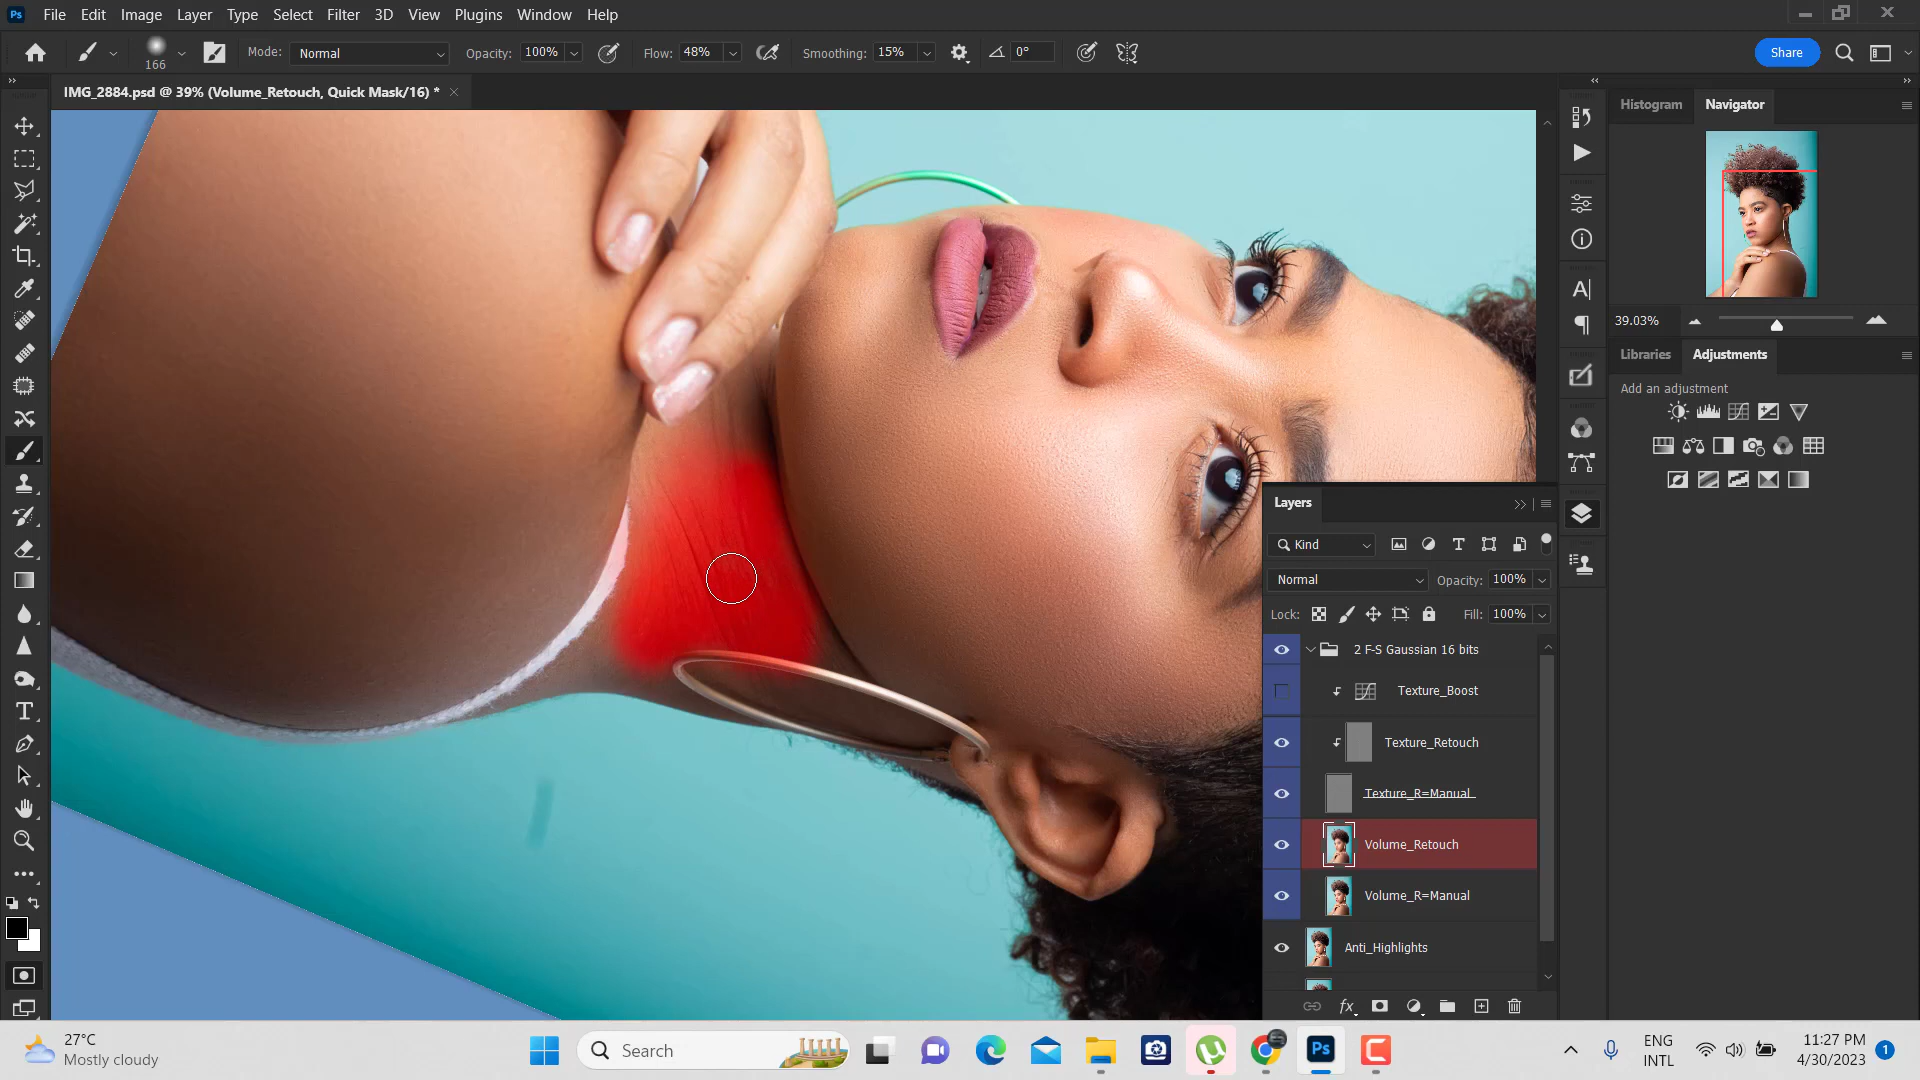 Ps File Edit Image Layer Type Select Filter 3D View Plugins Window Help
166 Mode: Normal Opacity: 100% Flow: 48% Smoothing: 15% 0° Share
IMG_2884.psd @ 39% (Volume_Retouch, Quick Mask/16) *
Histogram Navigator
39.03%
Libraries Adjustments
Add an adjustment
Layers
Kind
Normal Opacity: 100%
Lock: Fill: 100%
2 F-S Gaussian 16 bits
Texture_Boost
Texture_Retouch
Texture_R=Manual
Volume_Retouch
Volume_R=Manual
Anti_Highlights
fx
27°C
Mostly cloudy
Search
Ps
ENG
INTL
11:27 PM
4/30/2023
1